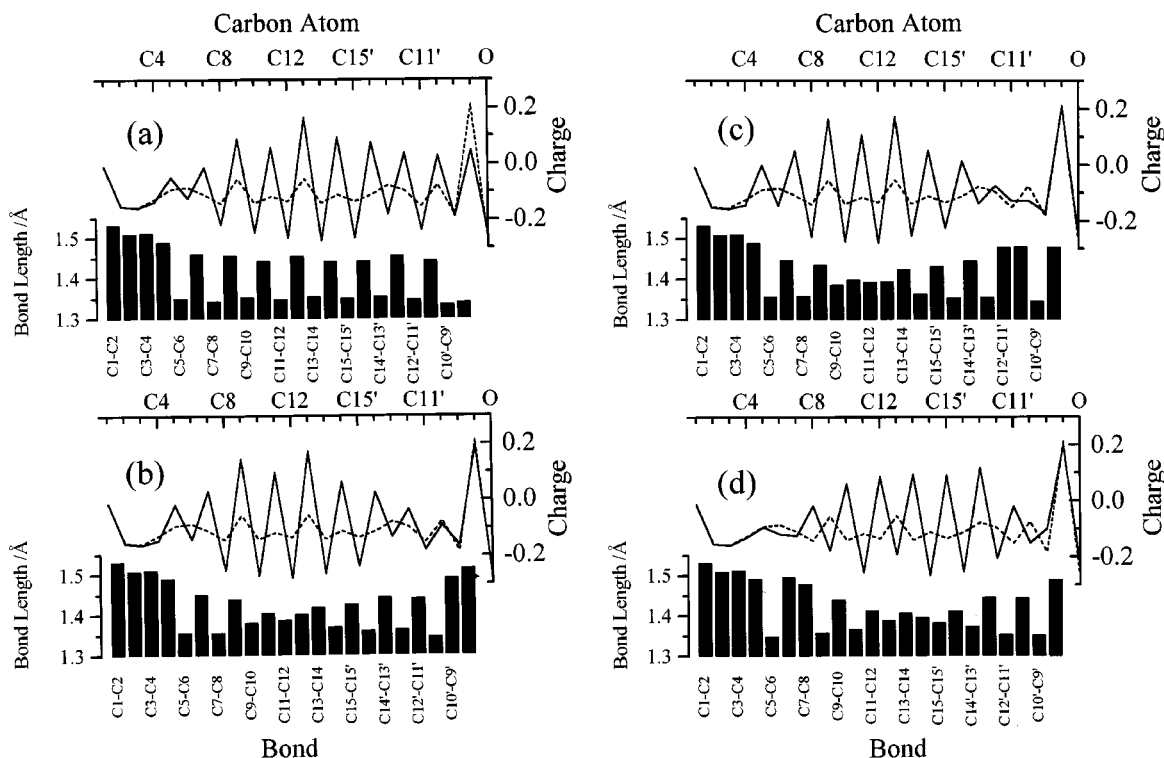 Carbon Atom
C4 C8 C12 C15' C11' O
(a)
0.2
0.0
-0.2
Charge
Bond Length /Å
1.5
1.4
1.3
C1-C2 C3-C4 C5-C6 C7-C8 C9-C10 C11-C12 C13-C14 C15-C15' C14'-C13' C12'-C11' C10'-C9'
C4 C8 C12 C15' C11' O
(b)
0.2
0.0
-0.2
Charge
Bond Length /Å
1.5
1.4
1.3
C1-C2 C3-C4 C5-C6 C7-C8 C9-C10 C11-C12 C13-C14 C15-C15' C14'-C13' C12'-C11' C10'-C9'
Bond
Carbon Atom
C4 C8 C12 C15' C11' O
(c)
0.2
0.0
-0.2
Charge
Bond Length /Å
1.5
1.4
1.3
C1-C2 C3-C4 C5-C6 C7-C8 C9-C10 C11-C12 C13-C14 C15-C15' C14'-C13' C12'-C11' C10'-C9'
C4 C8 C12 C15' C11' O
(d)
0.2
0.0
-0.2
Charge
Bond Length /Å
1.5
1.4
1.3
C1-C2 C3-C4 C5-C6 C7-C8 C9-C10 C11-C12 C13-C14 C15-C15' C14'-C13' C12'-C11' C10'-C9'
Bond